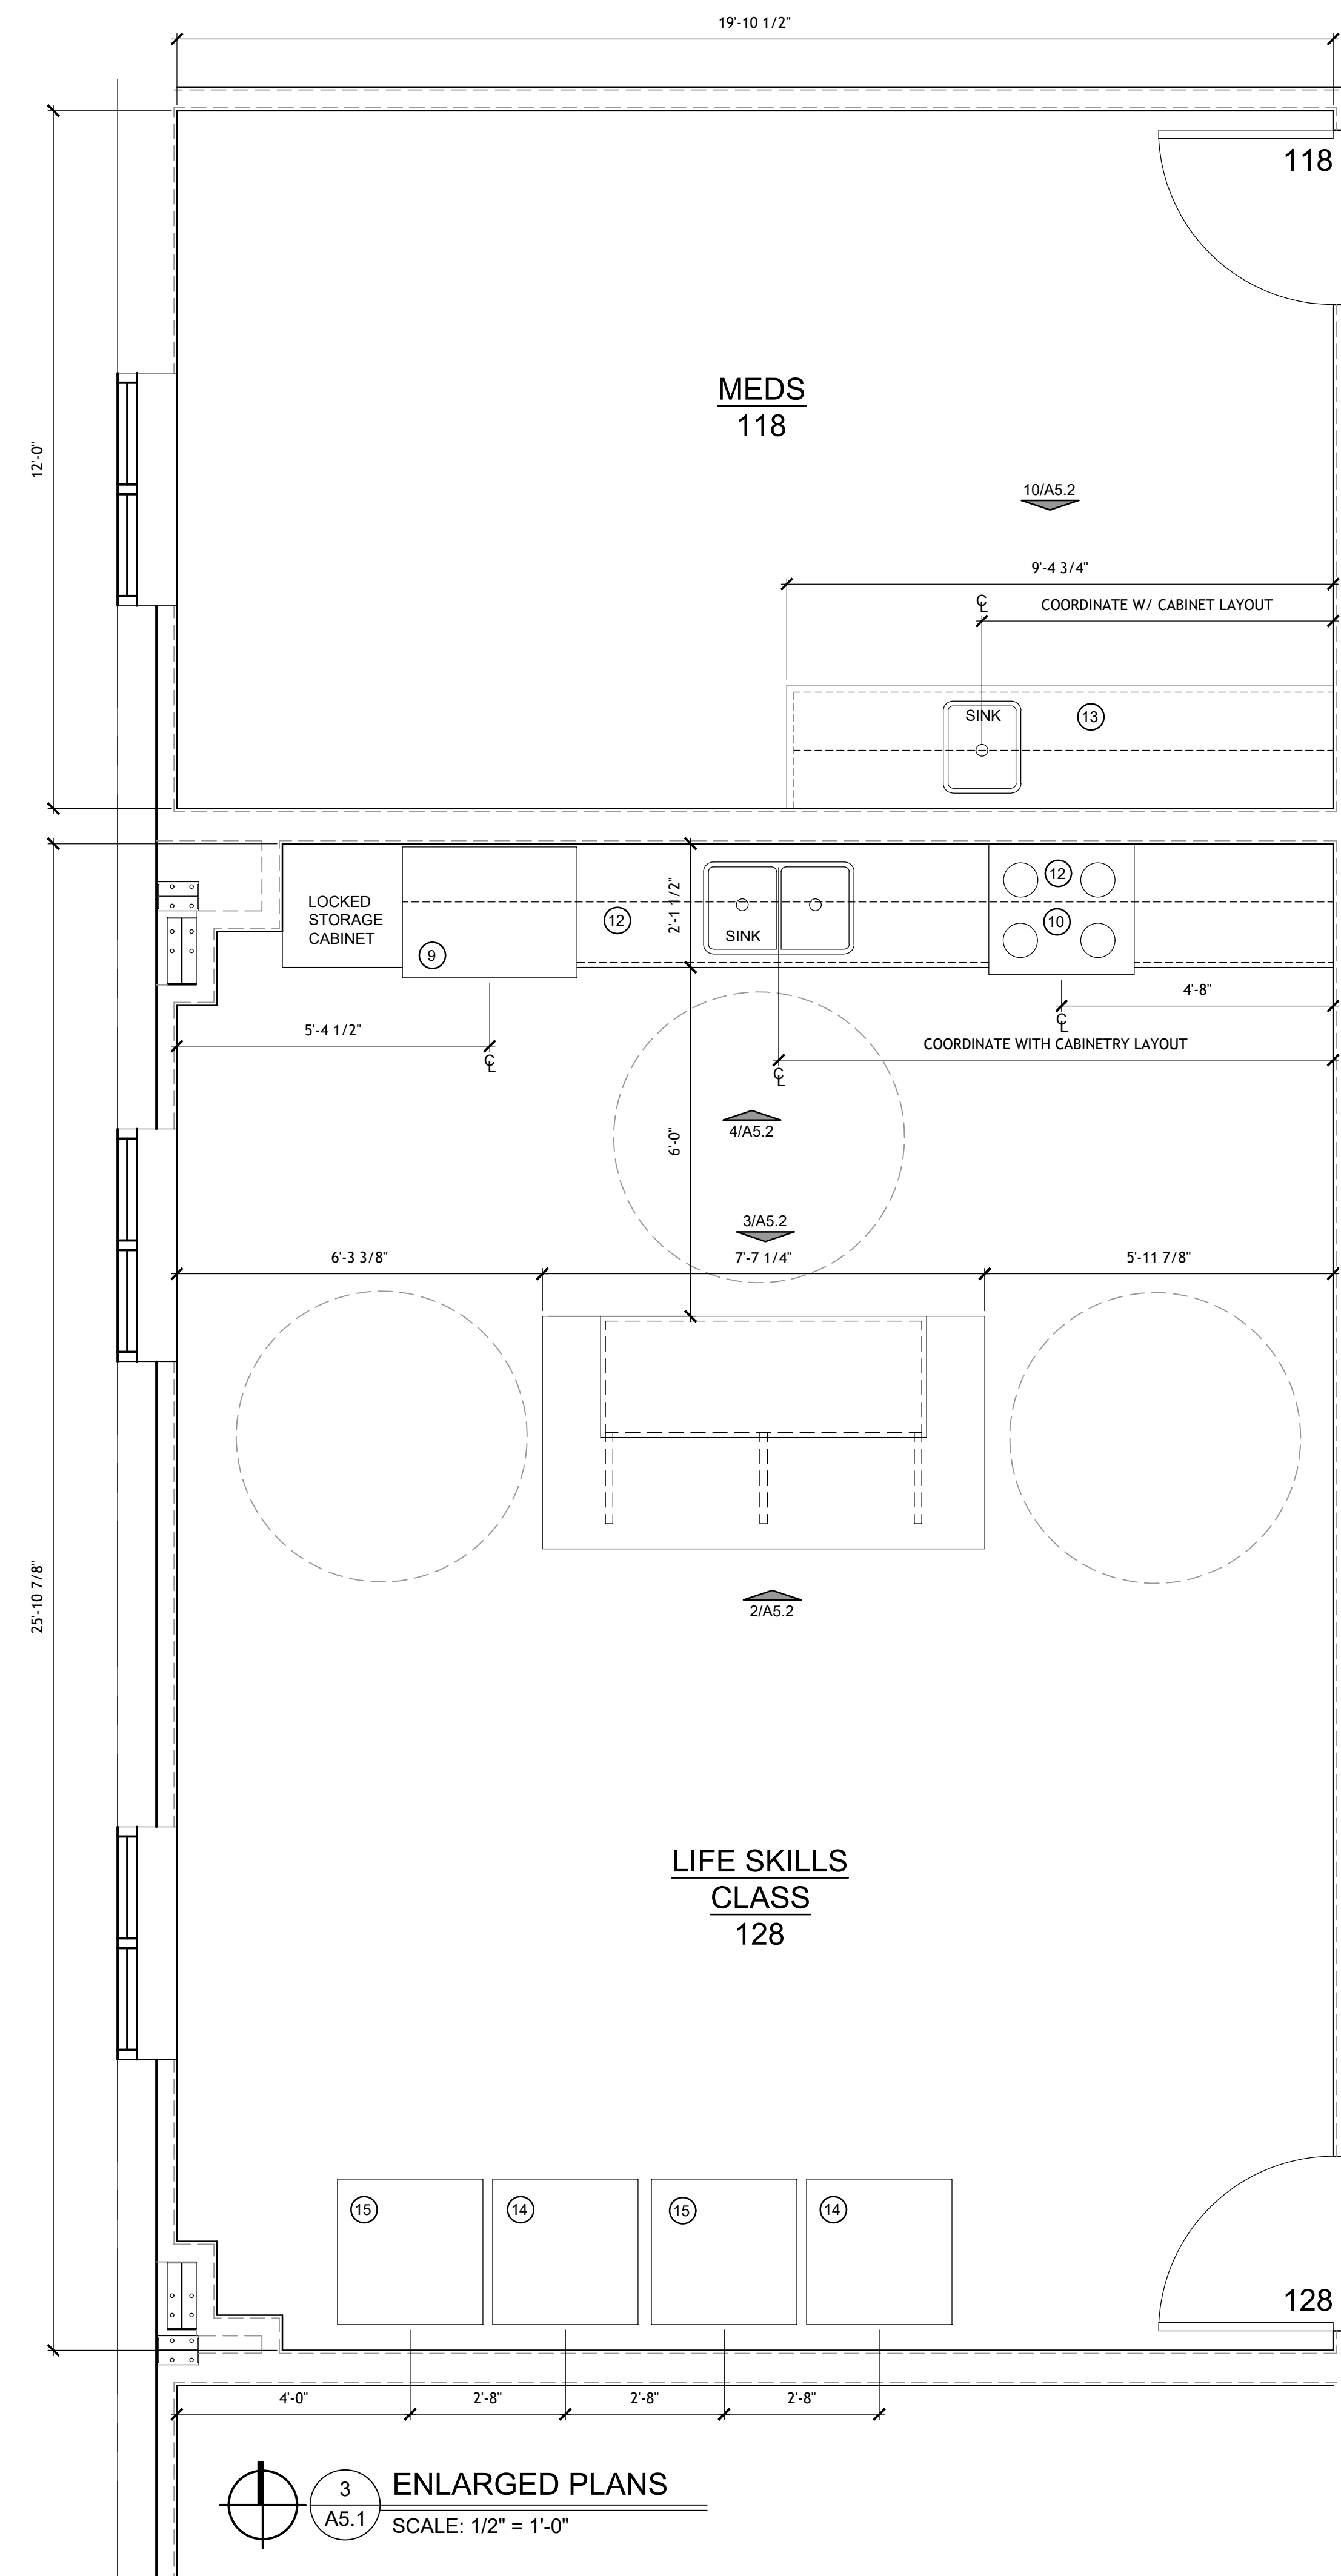 19'-10 1/2"
118
12'-0"
MEDS
118
10/A5.2
9'-4 3/4"
COORDINATE W/ CABINET LAYOUT
SINK
13
LOCKED
STORAGE
CABINET
9
12
2'-1 1/2"
SINK
12
10
4'-8"
5'-4 1/2"
COORDINATE WITH CABINETRY LAYOUT
4/A5.2
6'-0"
3/A5.2
6'-3 3/8"
7'-7 1/4"
5'-11 7/8"
2/A5.2
25'-10 7/8"
LIFE SKILLS
CLASS
128
15
14
15
14
128
4'-0"
2'-8"
2'-8"
2'-8"
3
A5.1
ENLARGED PLANS
SCALE: 1/2" = 1'-0"